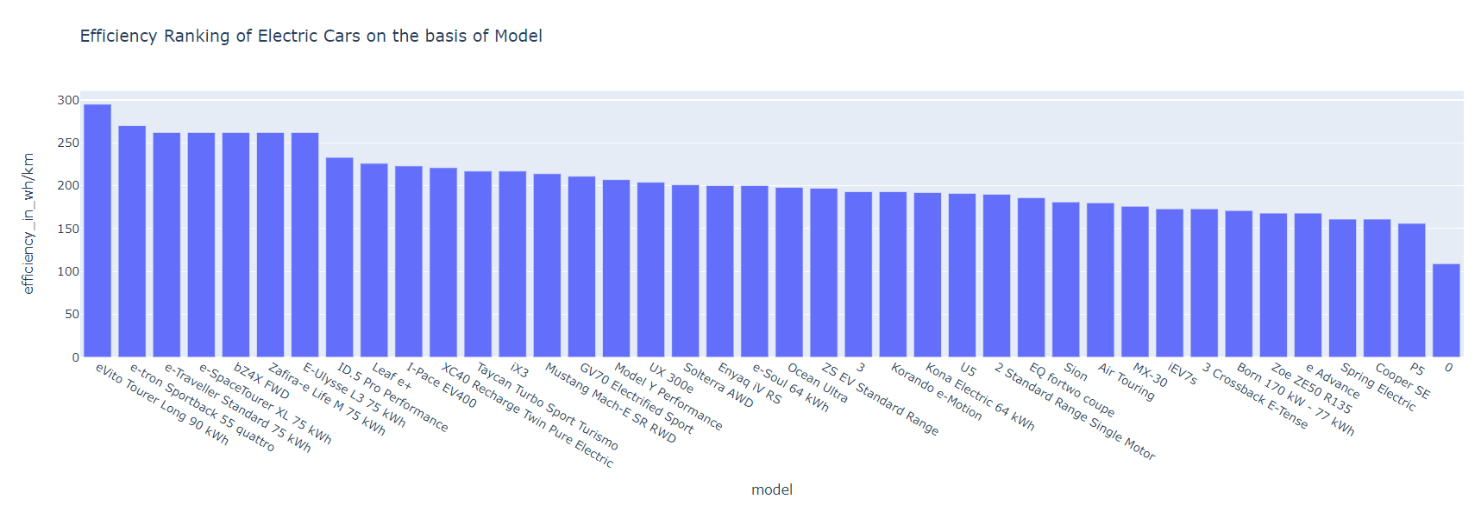 Efficiency Ranking of Electric Cars on the basis of Model
efficiency_in_wh/km
300
250
200
150
100
50
0
eVito Tourer Long 90 kWh
e-tron Sportback 55 quattro
e-Traveller Standard 75 kWh
e-SpaceTourer XL 75 kWh
bZ4X FWD
Zafira-e Life M 75 kWh
E-Ulysse L3 75 kWh
ID.5 Pro Performance
Leaf e+
I-Pace EV400
XC40 Recharge Twin Pure Electric
Taycan Turbo Sport Turismo
iX3
Mustang Mach-E SR RWD
GV70 Electrified Sport
Model Y Performance
UX 300e
Solterra AWD
Enyaq iV RS
e-Soul 64 kWh
Ocean Ultra
ZS EV Standard Range
3
Korando e-Motion
Kona Electric 64 kWh
U5
2 Standard Range Single Motor
EQ fortwo coupe
Sion
Air Touring
MX-30
iEV7s
3 Crossback E-Tense
Born 170 kW - 77 kWh
Zoe ZE50 R135
e Advance
Spring Electric
Cooper SE
P5
0
model